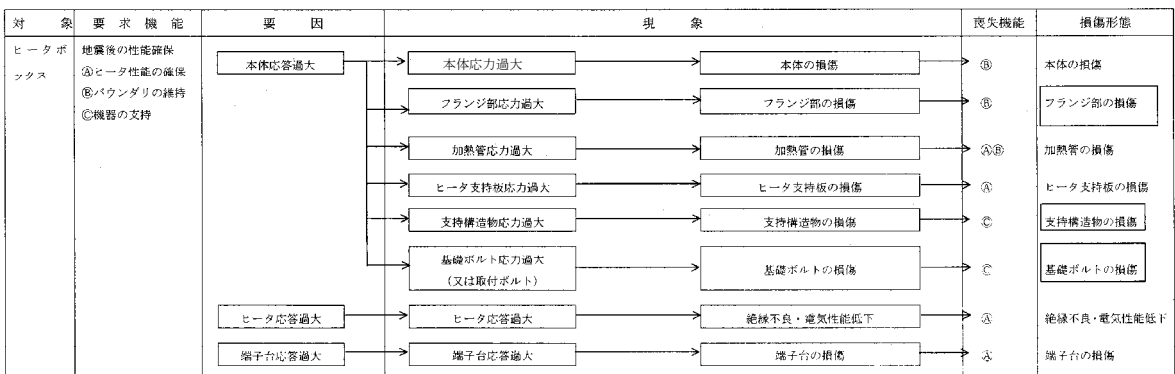 対象 要求機能 要因 現象 喪失機能 損傷形態
ヒータボ
ックス
地震後の性能確保
Ⓐヒータ性能の確保
Ⓑバウンダリの維持
Ⓒ機器の支持
本体応答過大 本体応力過大 本体の損傷 Ⓑ 本体の損傷
フランジ部応力過大 フランジ部の損傷 Ⓑ フランジ部の損傷
加熱管応力過大 加熱管の損傷 ⒶⒷ 加熱管の損傷
ヒータ支持板応力過大 ヒータ支持板の損傷 Ⓐ ヒータ支持板の損傷
支持構造物応力過大 支持構造物の損傷 Ⓒ 支持構造物の損傷
基礎ボルト応力過大
(又は取付ボルト)
基礎ボルトの損傷 Ⓒ 基礎ボルトの損傷
ヒータ応答過大 ヒータ応答過大 絶縁不良・電気性能低下 Ⓐ 絶縁不良・電気性能低下
端子台応答過大 端子台応答過大 端子台の損傷 Ⓐ 端子台の損傷